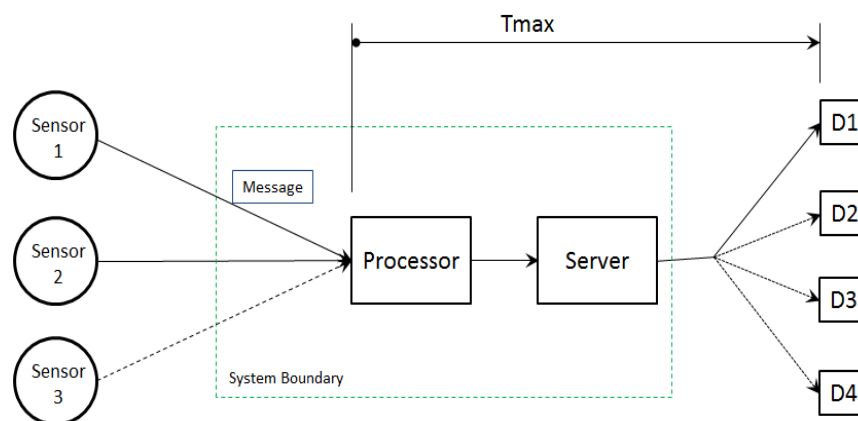 Tmax
Sensor
1
D1
Message
D2
Sensor
2
Processor
Server
D3
Sensor
3
System Boundary
D4